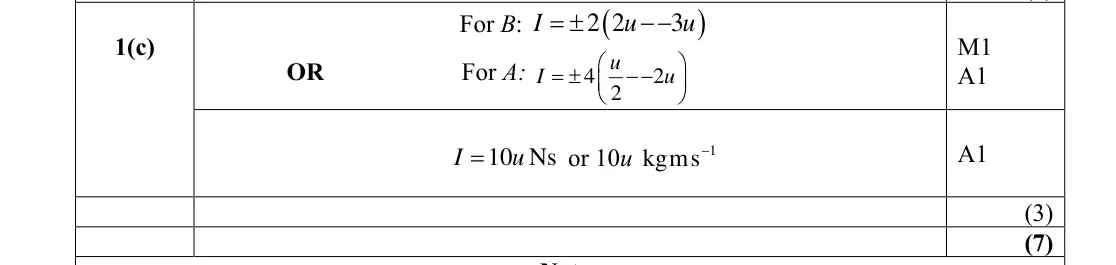 1(c)
For B: I = ±2(2u − −3u)
M1
OR For A: I = ±4(u/2 − −2u)
A1
I = 10u Ns or 10u kg m s⁻¹
A1
(3)
(7)